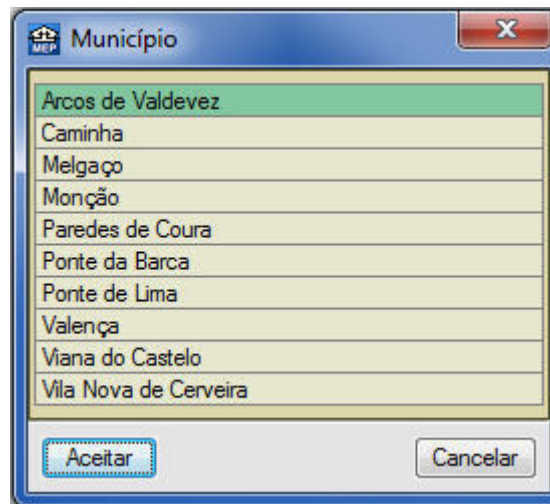 MEP Município
Arcos de Valdevez
Caminha
Melgaço
Monção
Paredes de Coura
Ponte da Barca
Ponte de Lima
Valença
Viana do Castelo
Vila Nova de Cerveira
Aceitar Cancelar